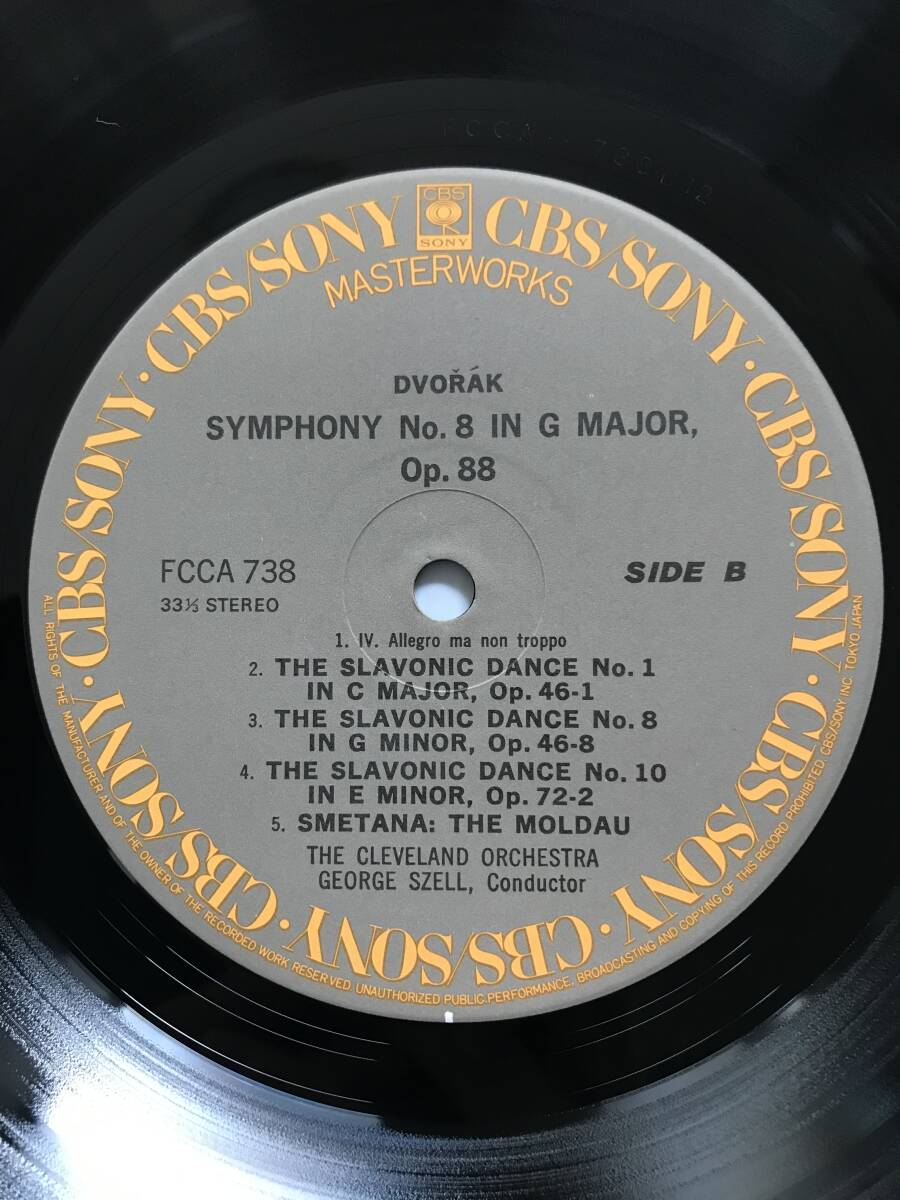 CBS
SONY
CBS/SONY · CBS/SONY · CBS/SONY · CBS/SONY · CBS/SONY · CBS/SONY · CBS/SONY · CBS/SONY
MASTERWORKS
DVOŘÁK
SYMPHONY No. 8 IN G MAJOR,
Op. 88
FCCA 738
SIDE B
33⅓ STEREO
1. IV. Allegro ma non troppo
2. THE SLAVONIC DANCE No. 1
IN C MAJOR, Op. 46-1
3. THE SLAVONIC DANCE No. 8
IN G MINOR, Op. 46-8
4. THE SLAVONIC DANCE No. 10
IN E MINOR, Op. 72-2
5. SMETANA: THE MOLDAU
THE CLEVELAND ORCHESTRA
GEORGE SZELL, Conductor
ALL RIGHTS OF THE MANUFACTURER AND OF THE OWNER OF THE RECORDED WORK RESERVED. UNAUTHORIZED PUBLIC PERFORMANCE, BROADCASTING AND COPYING OF THIS RECORD PROHIBITED. CBS/SONY INC. TOKYO JAPAN